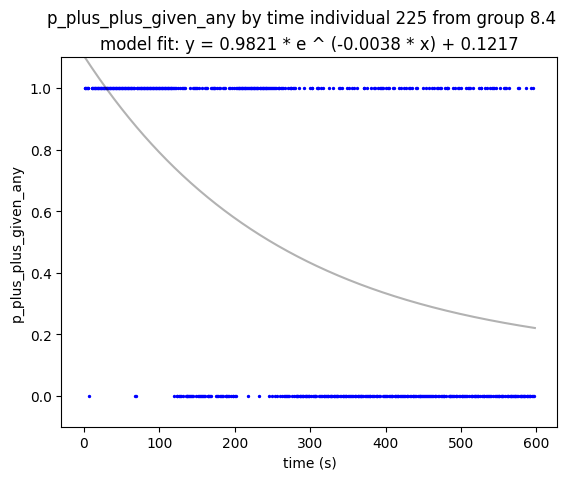 p_plus_plus_given_any by time individual 225 from group 8.4
model fit: y = 0.9821 * e ^ (-0.0038 * x) + 0.1217
p_plus_plus_given_any
1.0
0.8
0.6
0.4
0.2
0.0
0 100 200 300 400 500 600
time (s)